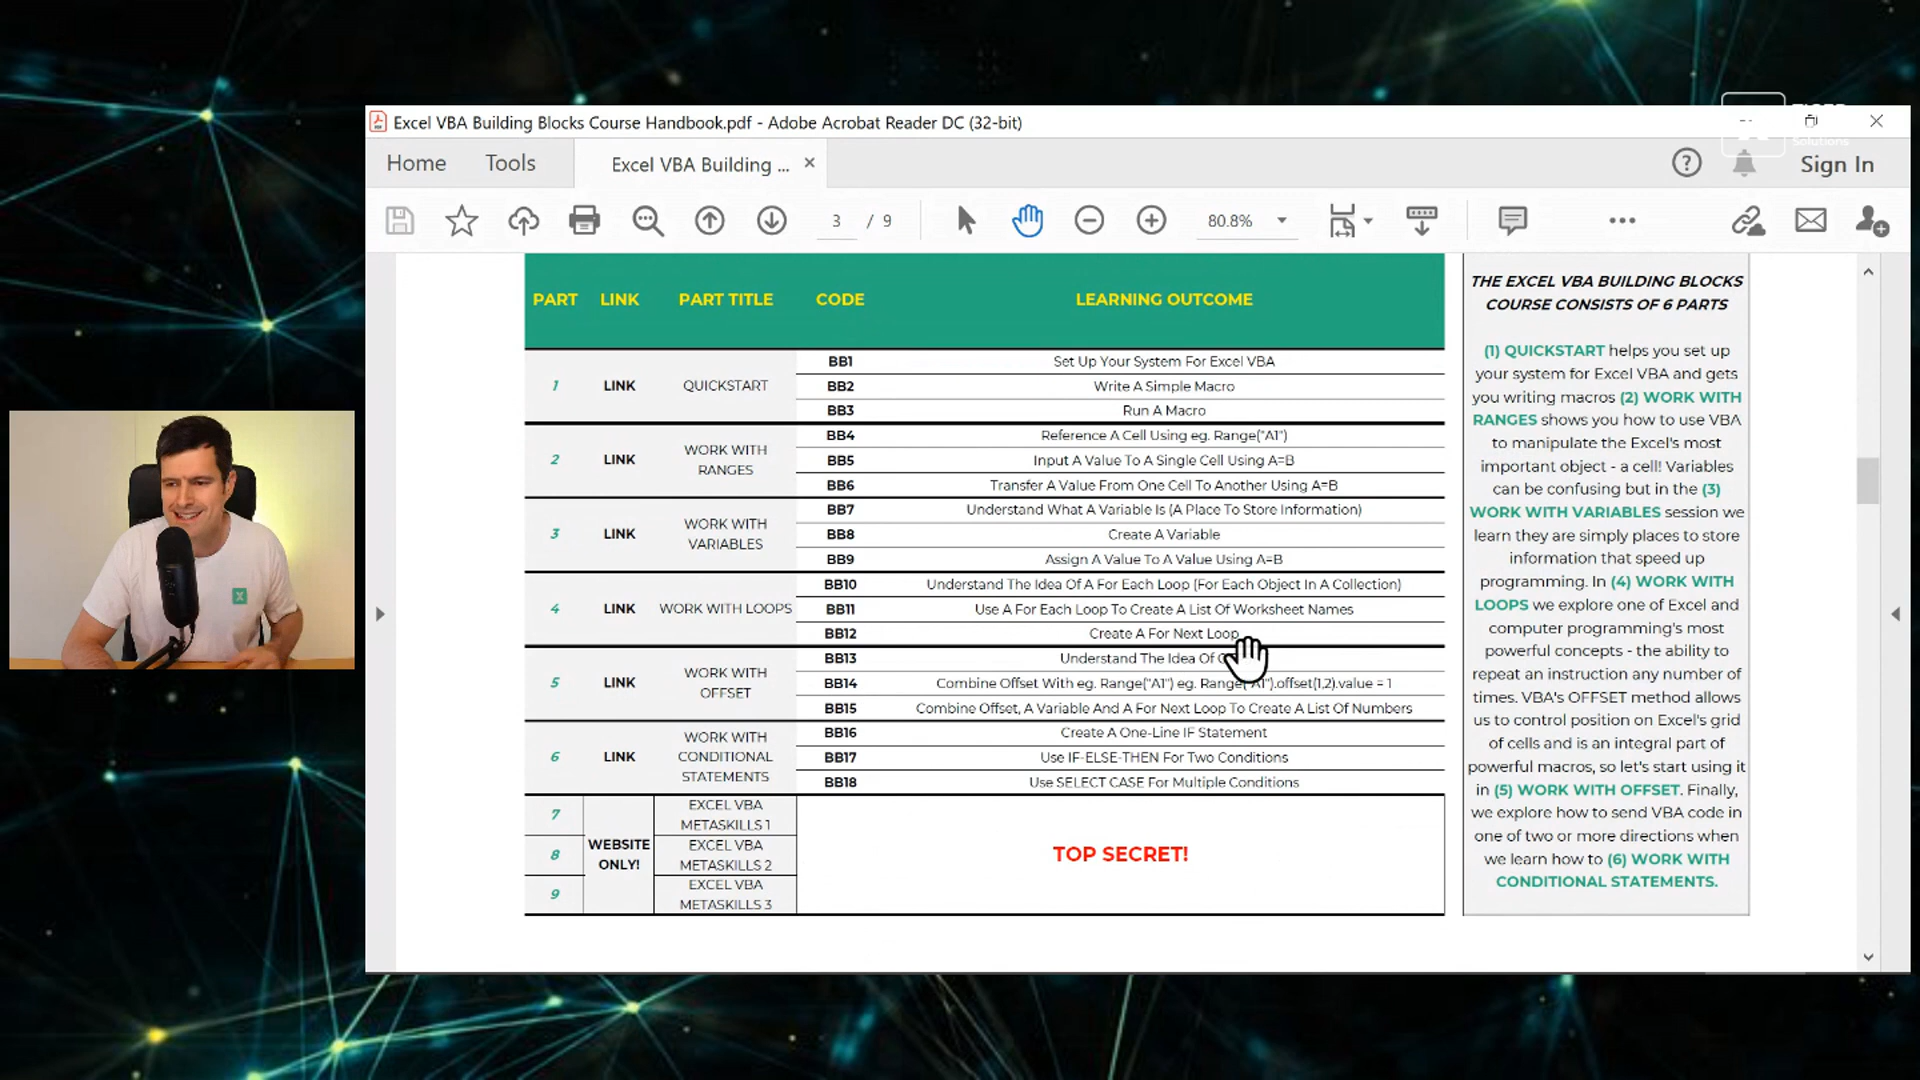 Solutions
Excel VBA Building Blocks Course Handbook.pdf - Adobe Acrobat Reader DC (32-bit)
Home Tools Excel VBA Building ... Sign In
3 / 9 80.8%
PART LINK PART TITLE CODE LEARNING OUTCOME
1 LINK QUICKSTART
BB1 Set Up Your System For Excel VBA
BB2 Write A Simple Macro
BB3 Run A Macro
2 LINK WORK WITH
RANGES
BB4 Reference A Cell Using eg. Range("A1")
BB5 Input A Value To A Single Cell Using A=B
BB6 Transfer A Value From One Cell To Another Using A=B
3 LINK WORK WITH
VARIABLES
BB7 Understand What A Variable Is (A Place To Store Information)
BB8 Create A Variable
BB9 Assign A Value To A Value Using A=B
4 LINK WORK WITH LOOPS
BB10 Understand The Idea Of A For Each Loop (For Each Object In A Collection)
BB11 Use A For Each Loop To Create A List Of Worksheet Names
BB12 Create A For Next Loop
5 LINK WORK WITH
OFFSET
BB13 Understand The Idea Of
BB14 Combine Offset With eg. Range("A1") eg. Range("A1").offset(1,2).value = 1
BB15 Combine Offset, A Variable And A For Next Loop To Create A List Of Numbers
6 LINK WORK WITH
CONDITIONAL
STATEMENTS
BB16 Create A One-Line IF Statement
BB17 Use IF-ELSE-THEN For Two Conditions
BB18 Use SELECT CASE For Multiple Conditions
7 EXCEL VBA
METASKILLS 1
8 EXCEL VBA
METASKILLS 2
9 EXCEL VBA
METASKILLS 3
WEBSITE
ONLY!
TOP SECRET!
THE EXCEL VBA BUILDING BLOCKS
COURSE CONSISTS OF 6 PARTS
(1) QUICKSTART helps you set up
your system for Excel VBA and gets
you writing macros (2) WORK WITH
RANGES shows you how to use VBA
to manipulate the Excel's most
important object - a cell! Variables
can be confusing but in the (3)
WORK WITH VARIABLES session we
learn they are simply places to store
information that speed up
programming. In (4) WORK WITH
LOOPS we explore one of Excel and
computer programming's most
powerful concepts - the ability to
repeat an instruction any number of
times. VBA's OFFSET method allows
us to control position on Excel's grid
of cells and is an integral part of
powerful macros, so let's start using it
in (5) WORK WITH OFFSET. Finally,
we explore how to send VBA code in
one of two or more directions when
we learn how to (6) WORK WITH
CONDITIONAL STATEMENTS.